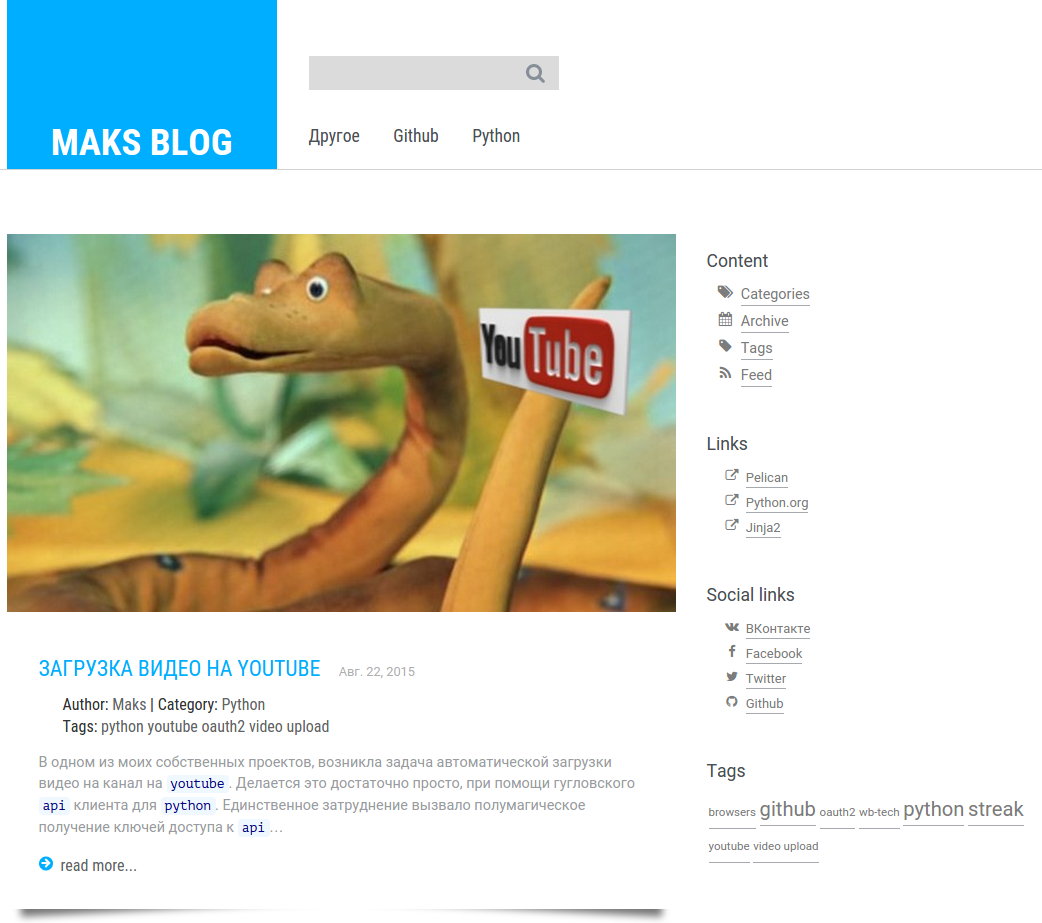 MAKS BLOG
Другое Github Python
You Tube
ЗАГРУЗКА ВИДЕО НА YOUTUBE Авг. 22, 2015
Author: Maks | Category: Python
Tags: python youtube oauth2 video upload
В одном из моих собственных проектов, возникла задача автоматической загрузки
видео на канал на youtube. Делается это достаточно просто, при помощи гугловского
api клиента для python. Единственное затруднение вызвало полумагическое
получение ключей доступа к api...
read more...
Content
Categories
Archive
Tags
Feed
Links
Pelican
Python.org
Jinja2
Social links
ВКонтакте
Facebook
Twitter
Github
Tags
browsers github oauth2 wb-tech python streak
youtube video upload